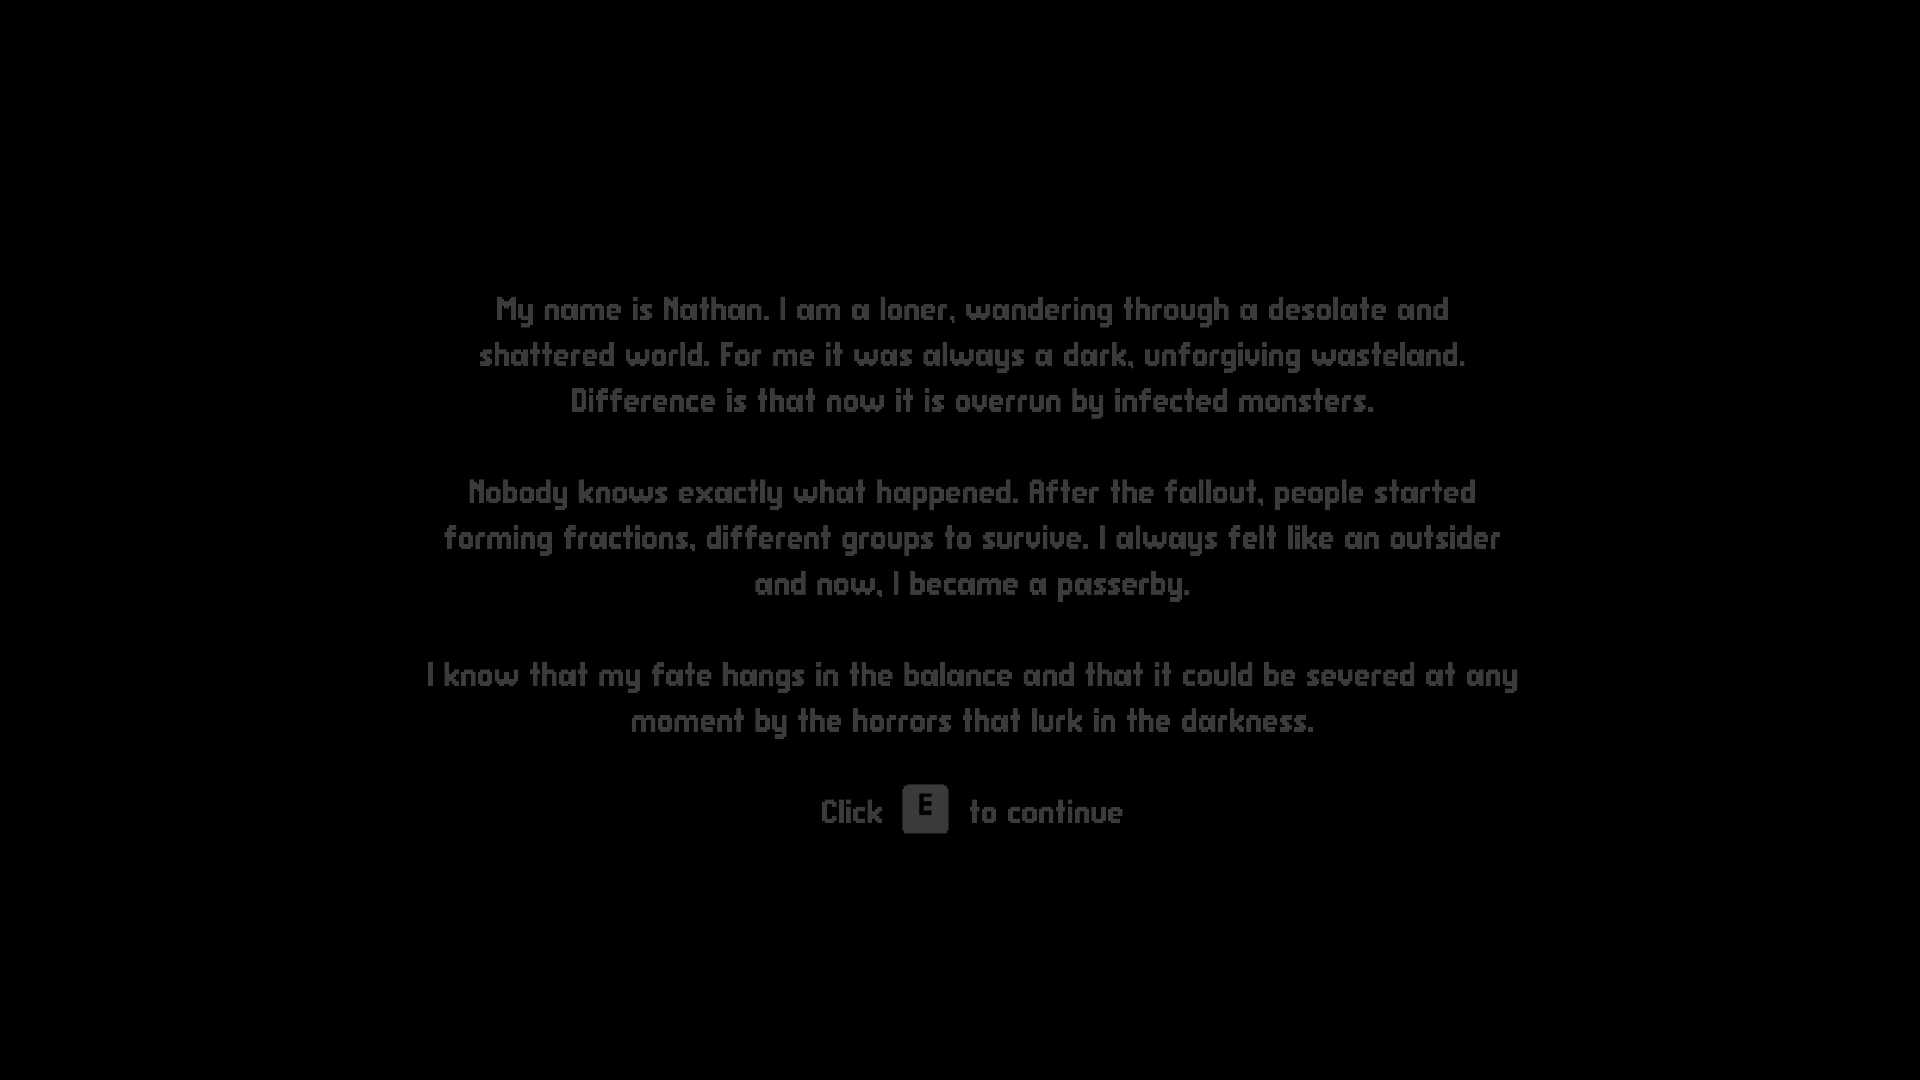 My name is Nathan. I am a loner, wandering through a desolate and
shattered world. For me it was always a dark, unforgiving wasteland.
Difference is that now it is overrun by infected monsters.
Nobody knows exactly what happened. After the fallout, people started
forming fractions, different groups to survive. I always felt like an outsider
and now, I became a passerby.
I know that my fate hangs in the balance and that it could be severed at any
moment by the horrors that lurk in the darkness.
Click E to continue